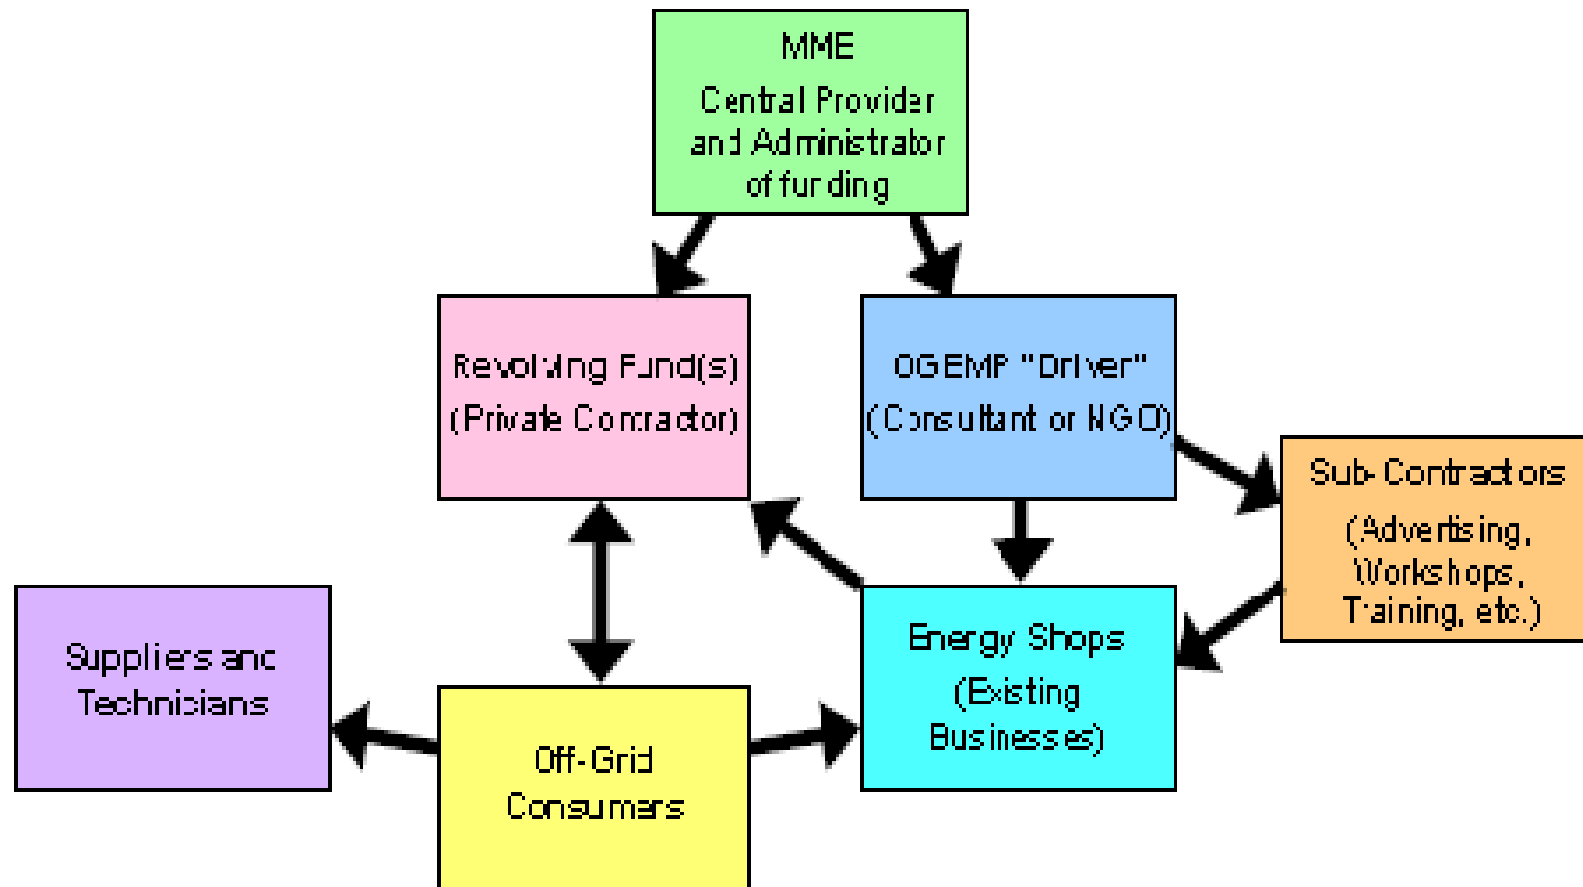 MME
Central Provider
and Administrator
of funding
Revolving Fund(s)
(Private Contractor)
OGEMP "Driver"
(Consultant or NGO)
Sub-Contractors
(Advertising,
Workshops,
Training, etc.)
Suppliers and
Technicians
Energy Shops
(Existing
Businesses)
Off-Grid
Consumers